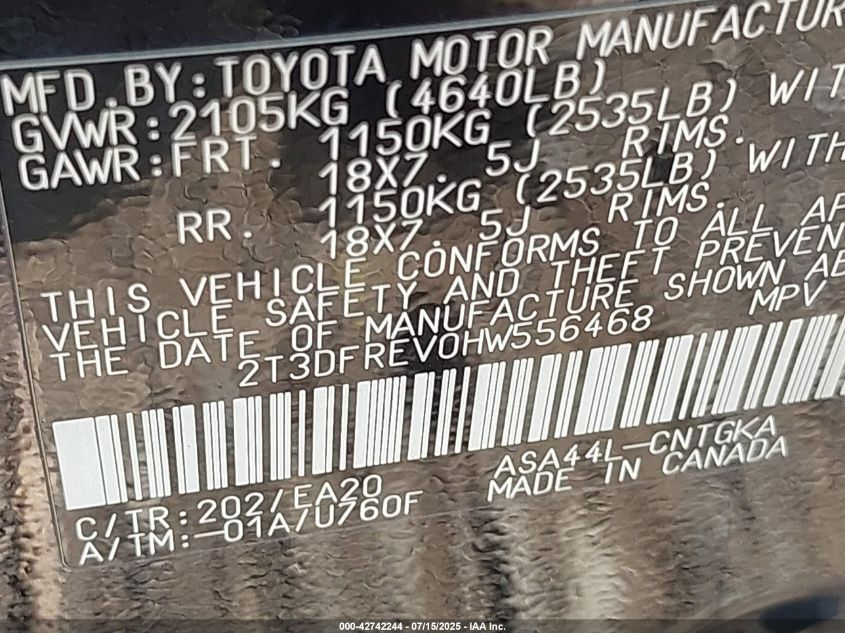 MFD.BY:TOYOTA MOTOR MANUFACTUR
GVWR:2105KG (4640LB)
GAWR:FRT. 1150KG (2535LB) WIT
18X7.5J RIMS.
RR. 1150KG (2535LB) WITH
18X7.5J RIMS.
THIS VEHICLE CONFORMS TO ALL AP
VEHICLE SAFETY AND THEFT PREVEN
THE DATE OF MANUFACTURE SHOWN AB
2T3DFREV0HW556468 MPV
ASA44L-CNTGKA
MADE IN CANADA
C/TR:202/EA20
A/TM:-01A/U760F
000-42742244 - 07/15/2025 - IAA Inc.